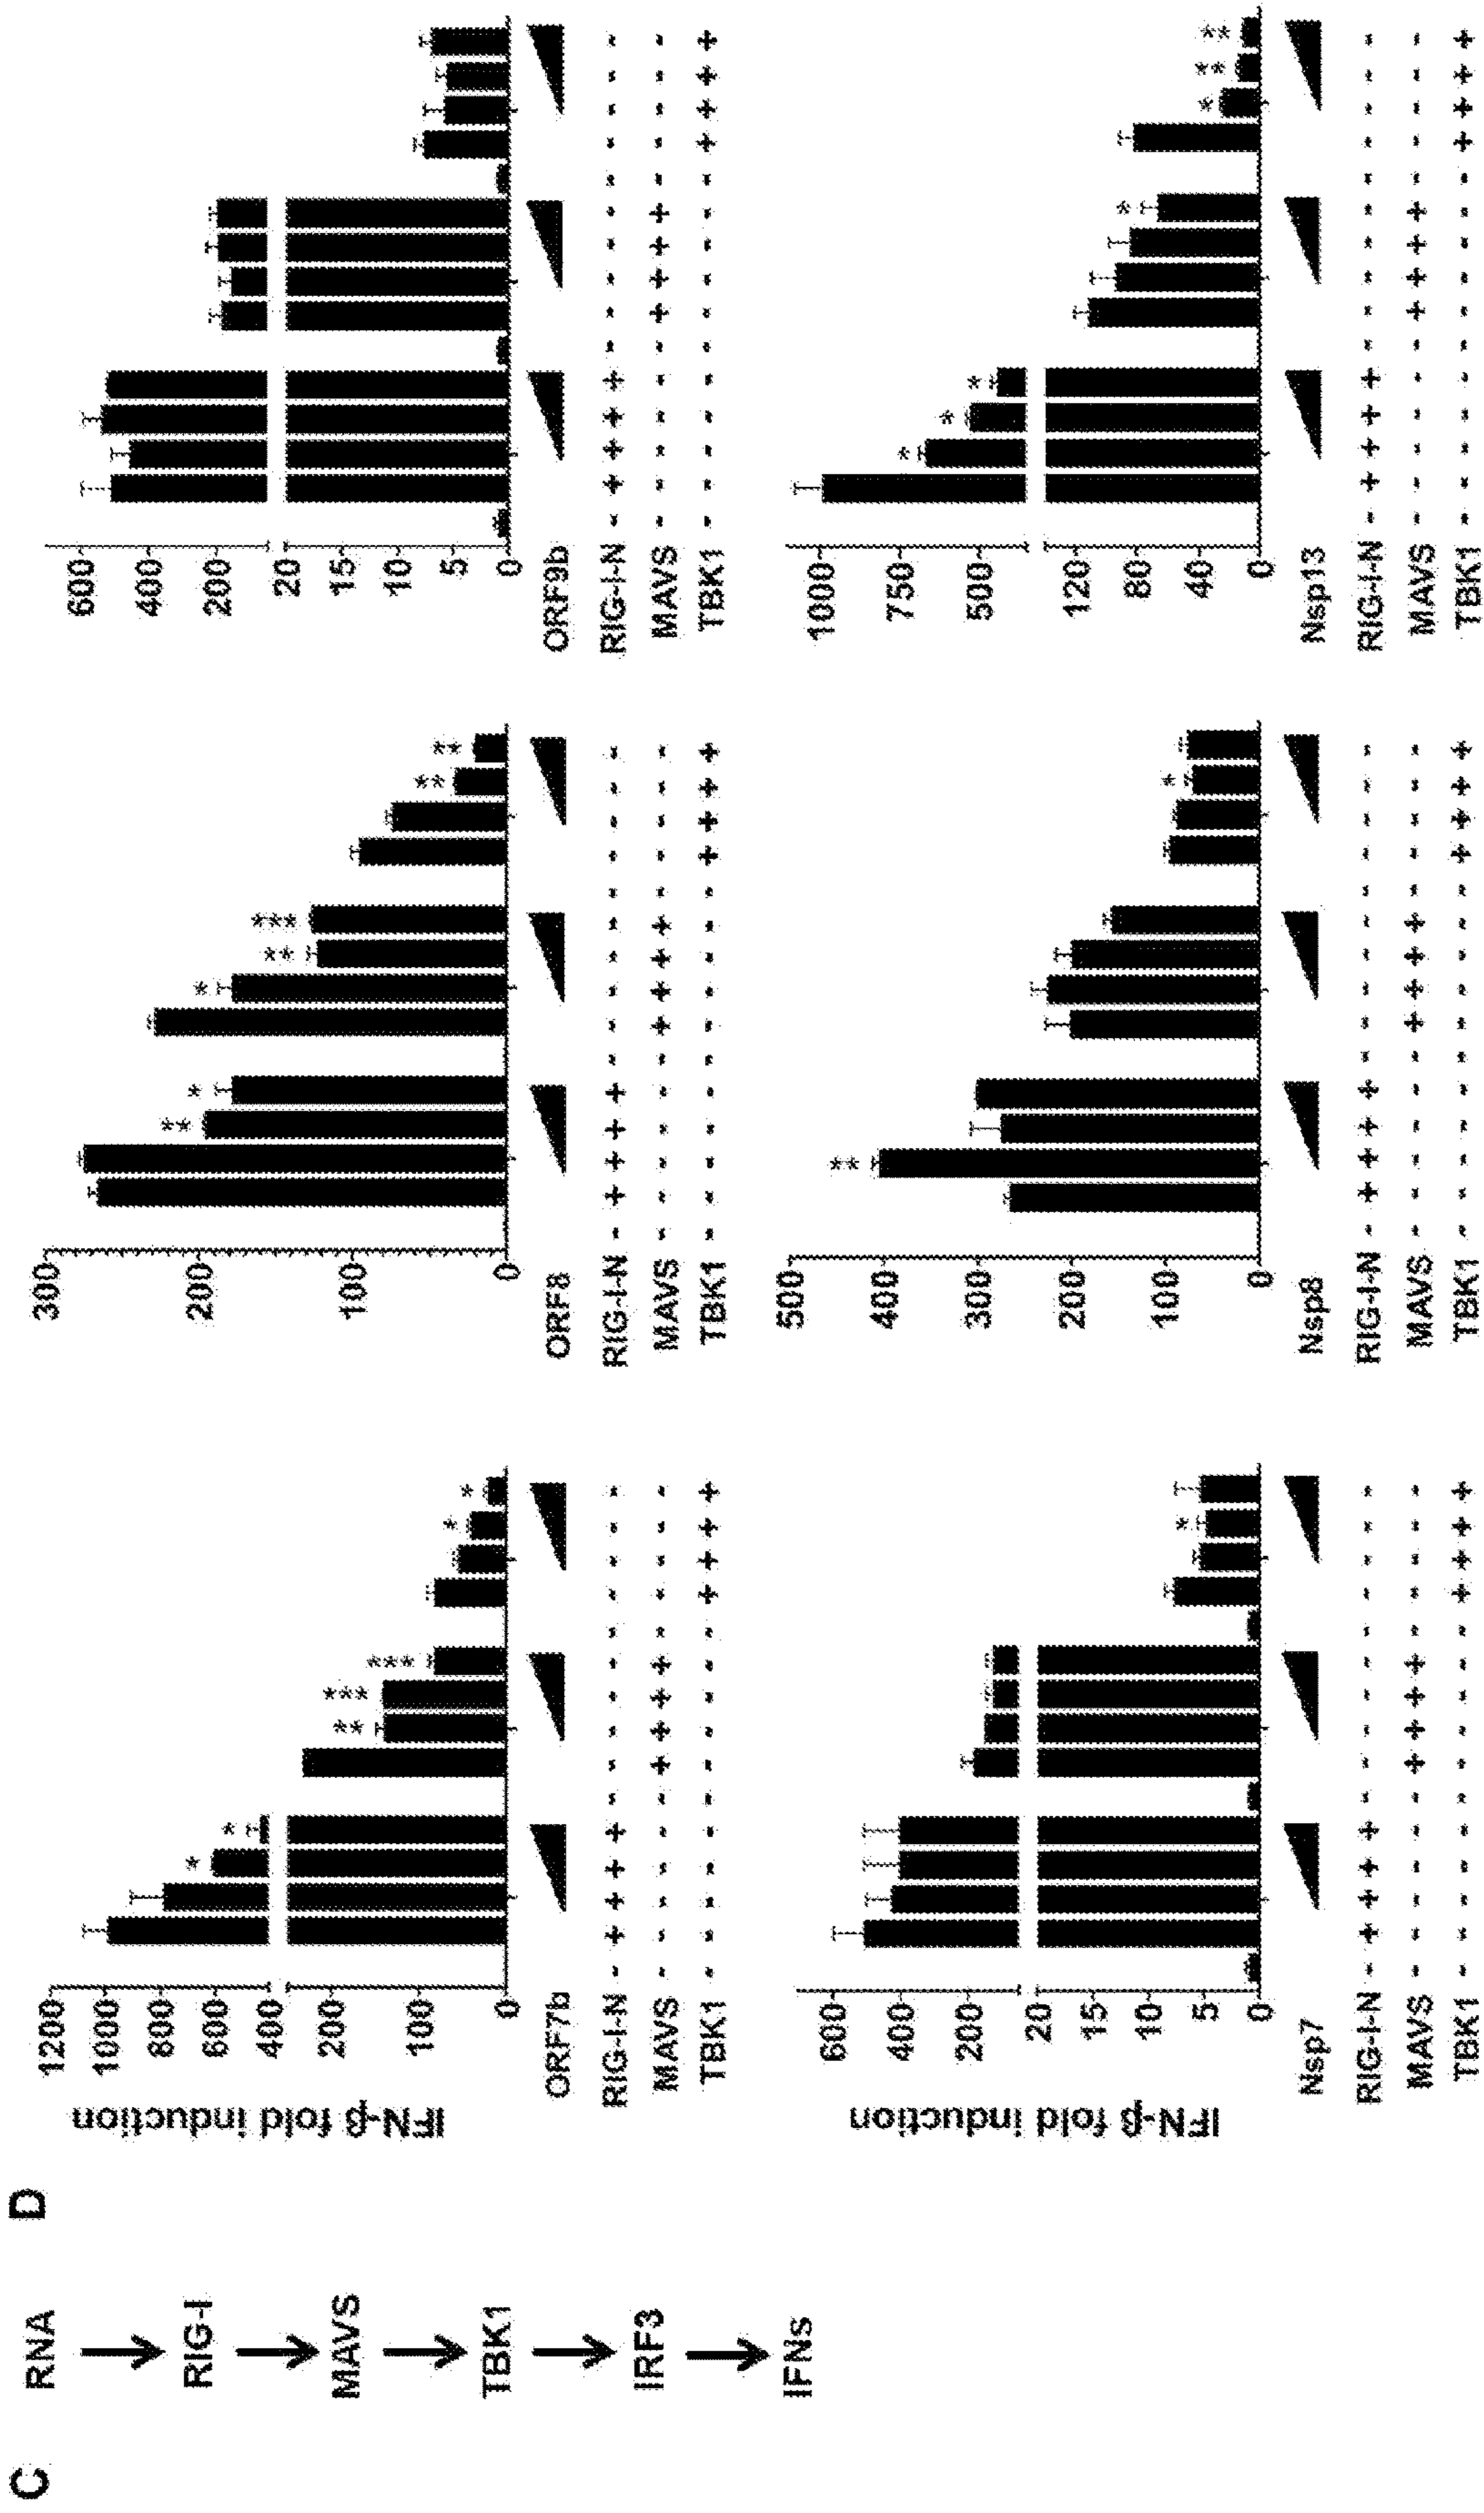 C
RNA
RIG-I
MAVS
TBK1
IRF3
IFNs
D
IFN-β fold induction
1200
1000
800
600
400
200
100
0
ORF7b
RIG-I-N - + + + + - - - - - - - - - -
MAVS - - - - - - + + + + - - - - -
TBK1 - - - - - - - - - - - + + + +
* * ** *** *** * *
300
200
100
0
ORF8
RIG-I-N - + + + + - - - - - - - - - -
MAVS - - - - - - + + + + - - - - -
TBK1 - - - - - - - - - - - + + + +
** * * ** *** ** **
600
400
200
20
15
10
5
0
ORF9b
RIG-I-N - + + + + - - - - - - - - - -
MAVS - - - - - - + + + + - - - - -
TBK1 - - - - - - - - - - - + + + +
IFN-β fold induction
600
400
200
20
15
10
5
0
Nsp7
RIG-I-N - + + + + - - - - - - - - - -
MAVS - - - - - - + + + + - - - - -
TBK1 - - - - - - - - - - - + + + +
*
500
400
300
200
100
0
Nsp8
RIG-I-N - + + + + - - - - - - - - - -
MAVS - - - - - - + + + + - - - - -
TBK1 - - - - - - - - - - - + + + +
** *
1000
750
500
120
80
40
0
Nsp13
RIG-I-N - + + + + - - - - - - - - - -
MAVS - - - - - - + + + + - - - - -
TBK1 - - - - - - - - - - - + + + +
* * * * * ** **